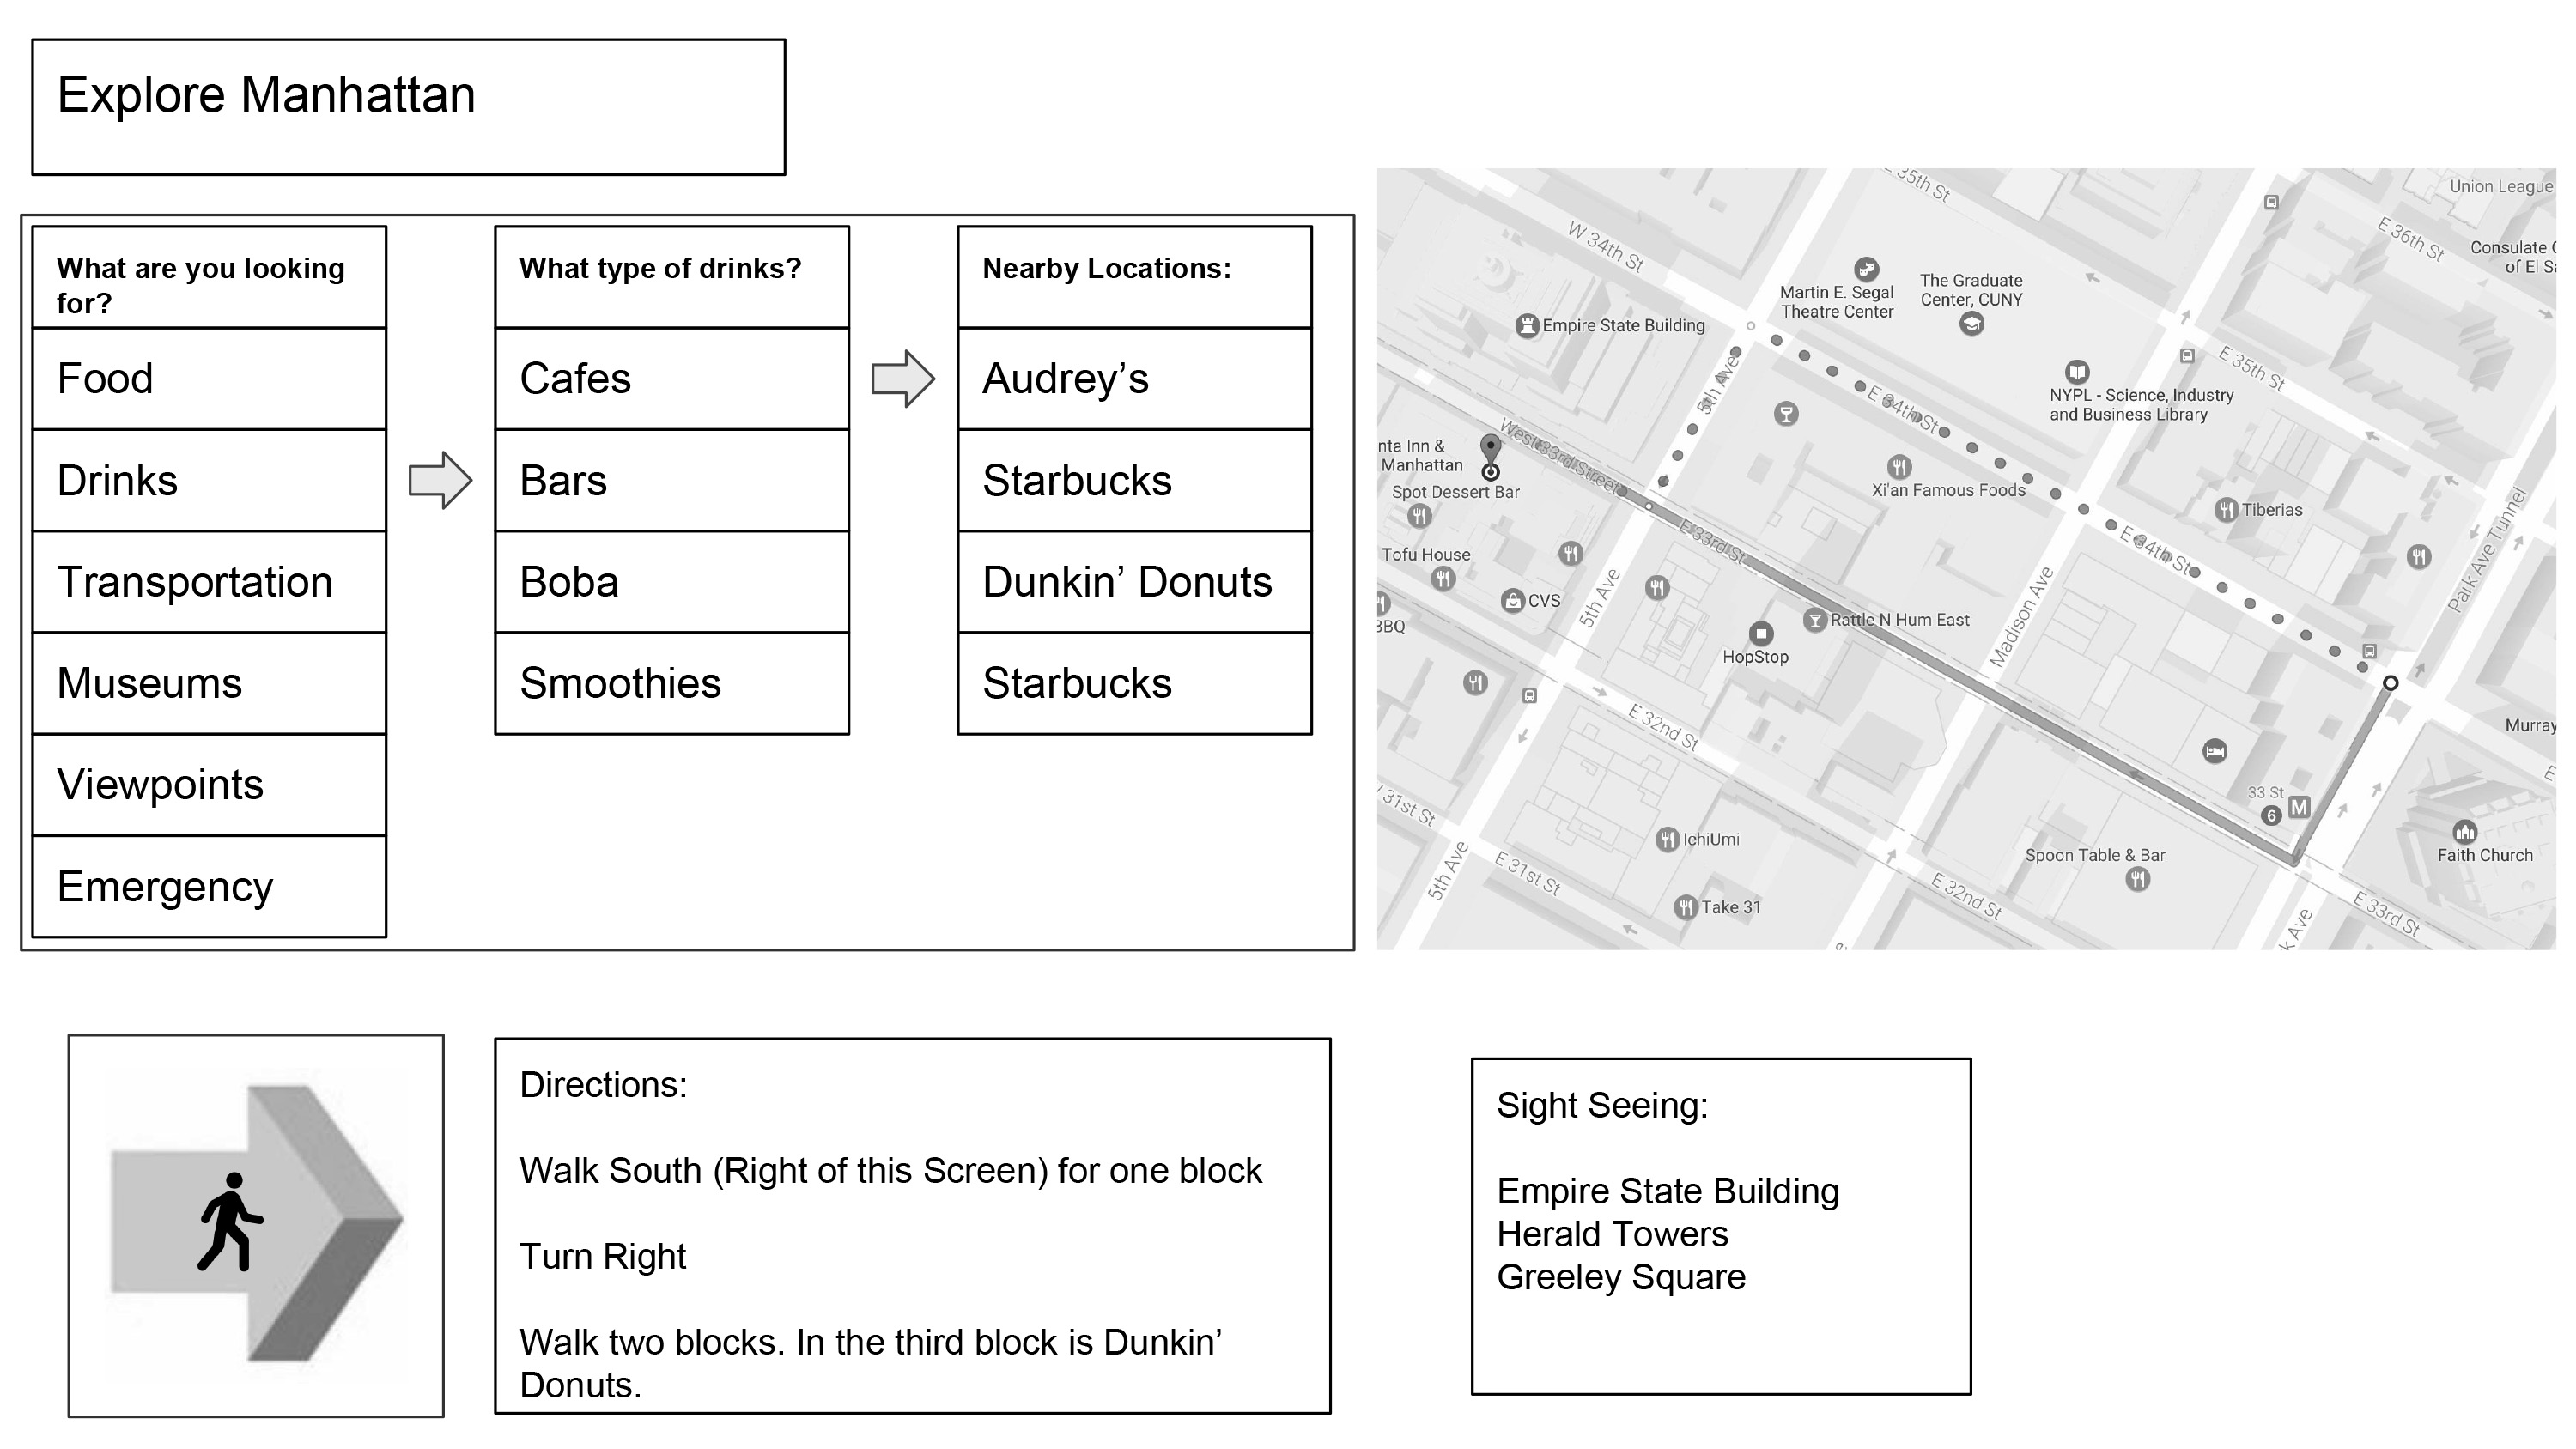 Explore Manhattan
What are you looking
for?
Food
Drinks
Transportation
Museums
Viewpoints
Emergency
What type of drinks?
Cafes
Bars
Boba
Smoothies
Nearby Locations:
Audrey’s
Starbucks
Dunkin’ Donuts
Starbucks
E 35th St
Union League
W 34th St
E 36th St
Consulate
of El Sa
Martin E. Segal
Theatre Center
The Graduate
Center, CUNY
Empire State Building
E 35th St
5th Ave
NYPL - Science, Industry
and Business Library
E 34th St
nta Inn &
Manhattan
West 33rd Street
Spot Dessert Bar
Xi'an Famous Foods
Tiberias
Park Ave Tunnel
E 33rd St
E 34th St
Tofu House
CVS
5th Ave
BBQ
Rattle N Hum East
Madison Ave
HopStop
E 32nd St
Murray
33 St
M
6
31st St
IchiUmi
Spoon Table & Bar
Faith Church
5th Ave
E 31st St
Take 31
E 32nd St
E 33rd St
k Ave
Directions:
Walk South (Right of this Screen) for one block
Turn Right
Walk two blocks. In the third block is Dunkin’
Donuts.
Sight Seeing:
Empire State Building
Herald Towers
Greeley Square